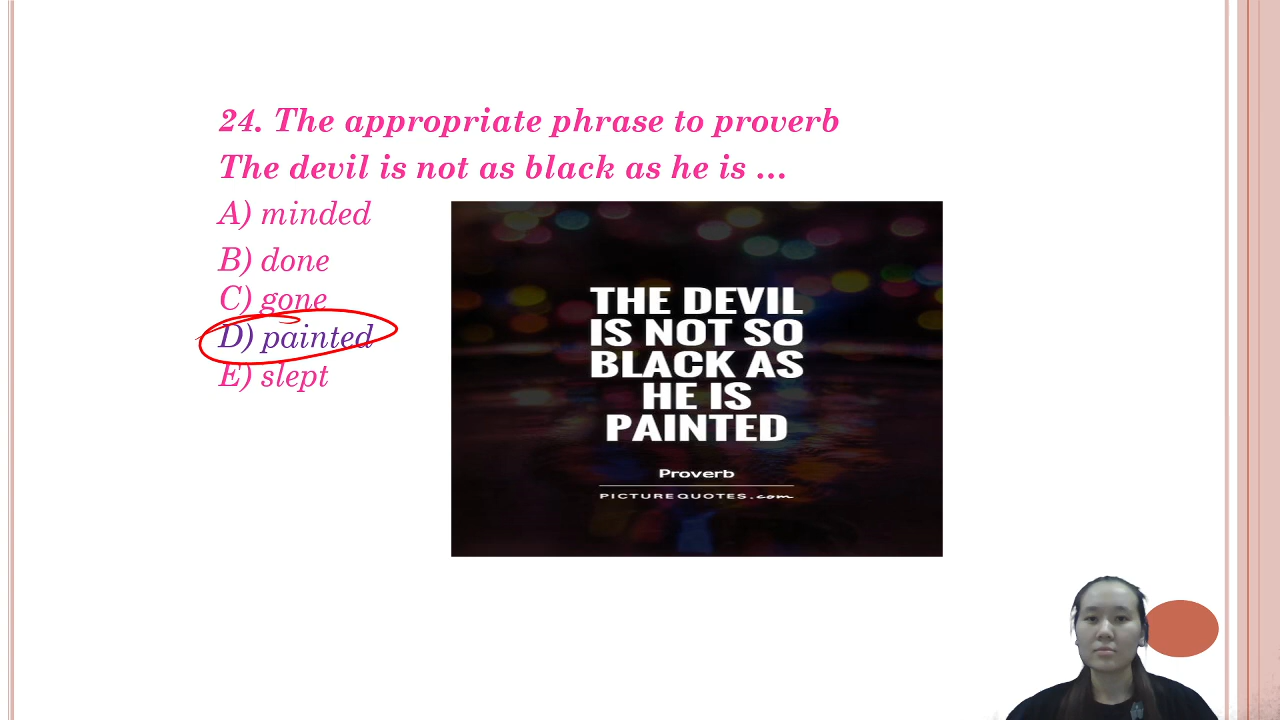 24. The appropriate phrase to proverb
The devil is not as black as he is ...
A) minded
B) done
C) gone
D) painted
E) slept
THE DEVIL
IS NOT SO
BLACK AS
HE IS
PAINTED
Proverb
PICTUREQUOTES.com